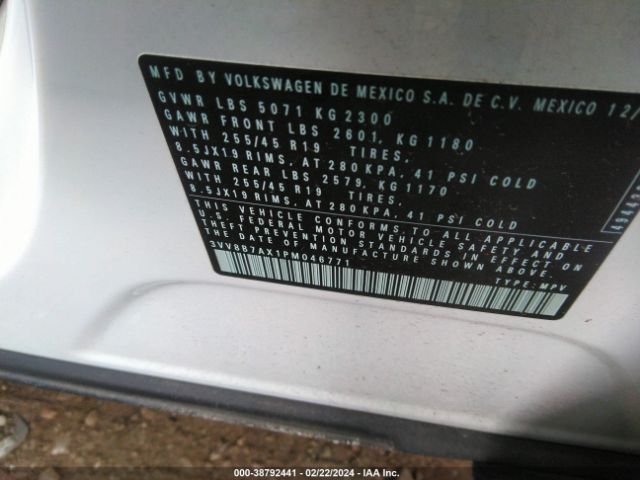 MFD BY VOLKSWAGEN DE MEXICO S.A. DE C.V. MEXICO 12/
GVWR LBS 5071 KG 2300
GAWR FRONT LBS 2601, KG 1180
WITH 255/45 R19 TIRES.
8.5JX19 RIMS, AT 280 KPA, 41 PSI COLD
GAWR REAR LBS 2579, KG 1170
WITH 255/45 R19 TIRES.
8.5JX19 RIMS, AT 280 KPA, 41 PSI COLD
THIS VEHICLE CONFORMS TO ALL APPLICABLE
U.S. FEDERAL MOTOR VEHICLE SAFETY AND
THEFT PREVENTION STANDARDS IN EFFECT ON
THE DATE OF MANUFACTURE SHOWN ABOVE.
3VV8B7AX1PM046771
TYPE:MPV
000-38792441 - 02/22/2024 - IAA Inc.